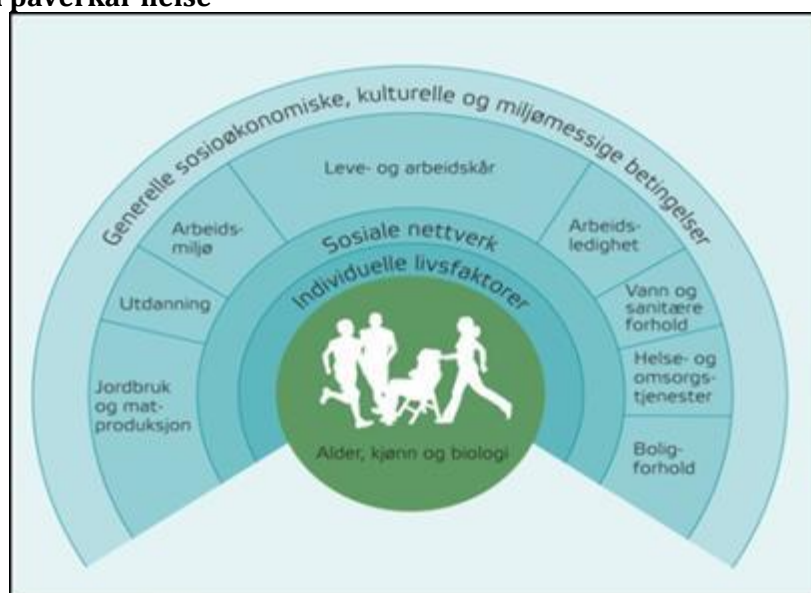 påverkar helse
Generelle sosioøkonomiske, kulturelle og miljømessige betingelser
Leve- og arbeidskår
Arbeids-
miljø
Arbeids-
ledighet
Sosiale nettverk
Individuelle livsfaktorer
Utdanning
Vann og
sanitære
forhold
Jordbruk
og mat-
produksjon
Helse- og
omsorgs-
tjenester
Alder, kjønn og biologi
Bolig-
forhold